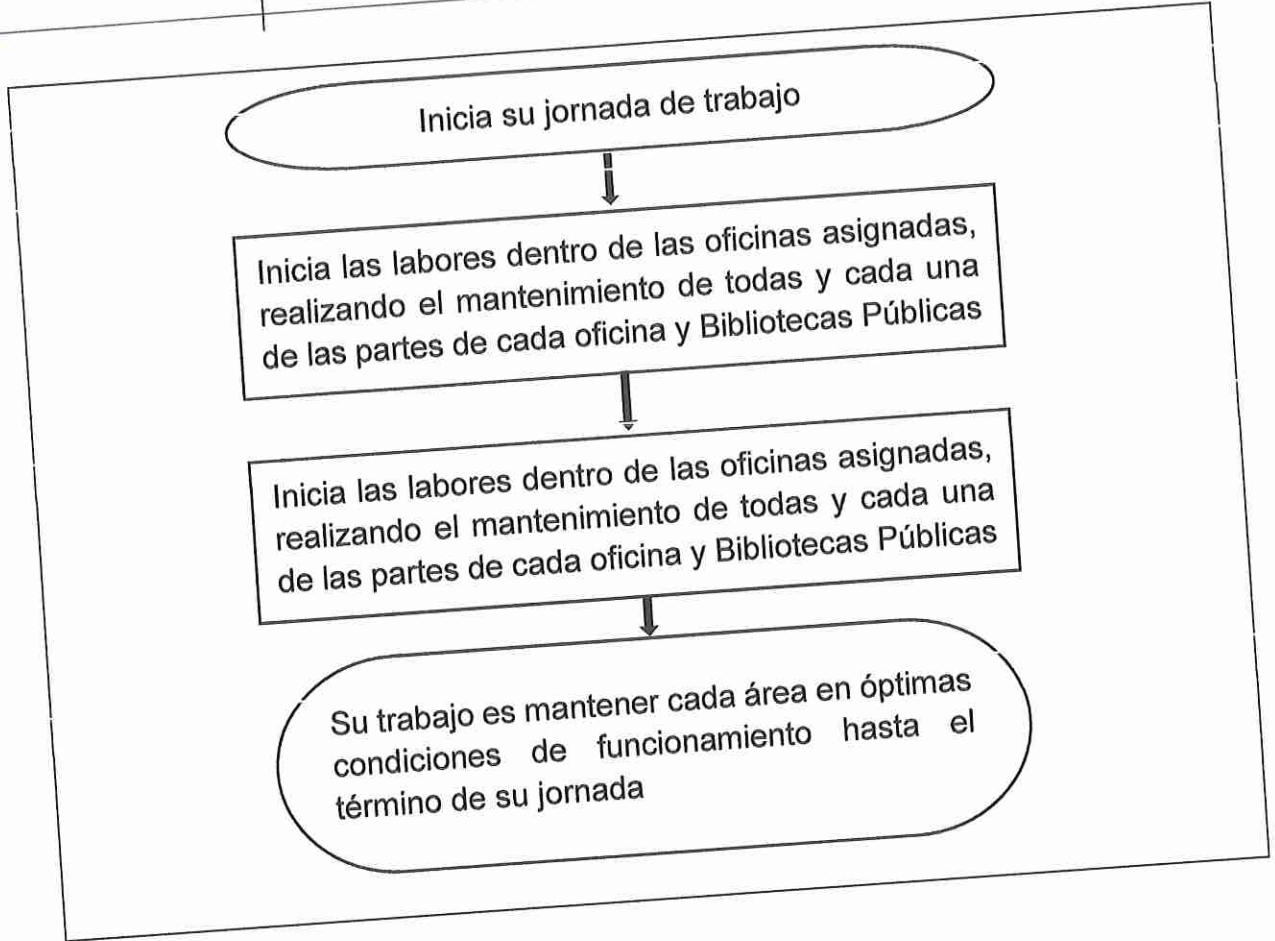 Inicia su jornada de trabajo
Inicia las labores dentro de las oficinas asignadas,
realizando el mantenimiento de todas y cada una
de las partes de cada oficina y Bibliotecas Públicas
Inicia las labores dentro de las oficinas asignadas,
realizando el mantenimiento de todas y cada una
de las partes de cada oficina y Bibliotecas Públicas
Su trabajo es mantener cada área en óptimas
condiciones de funcionamiento hasta el
término de su jornada